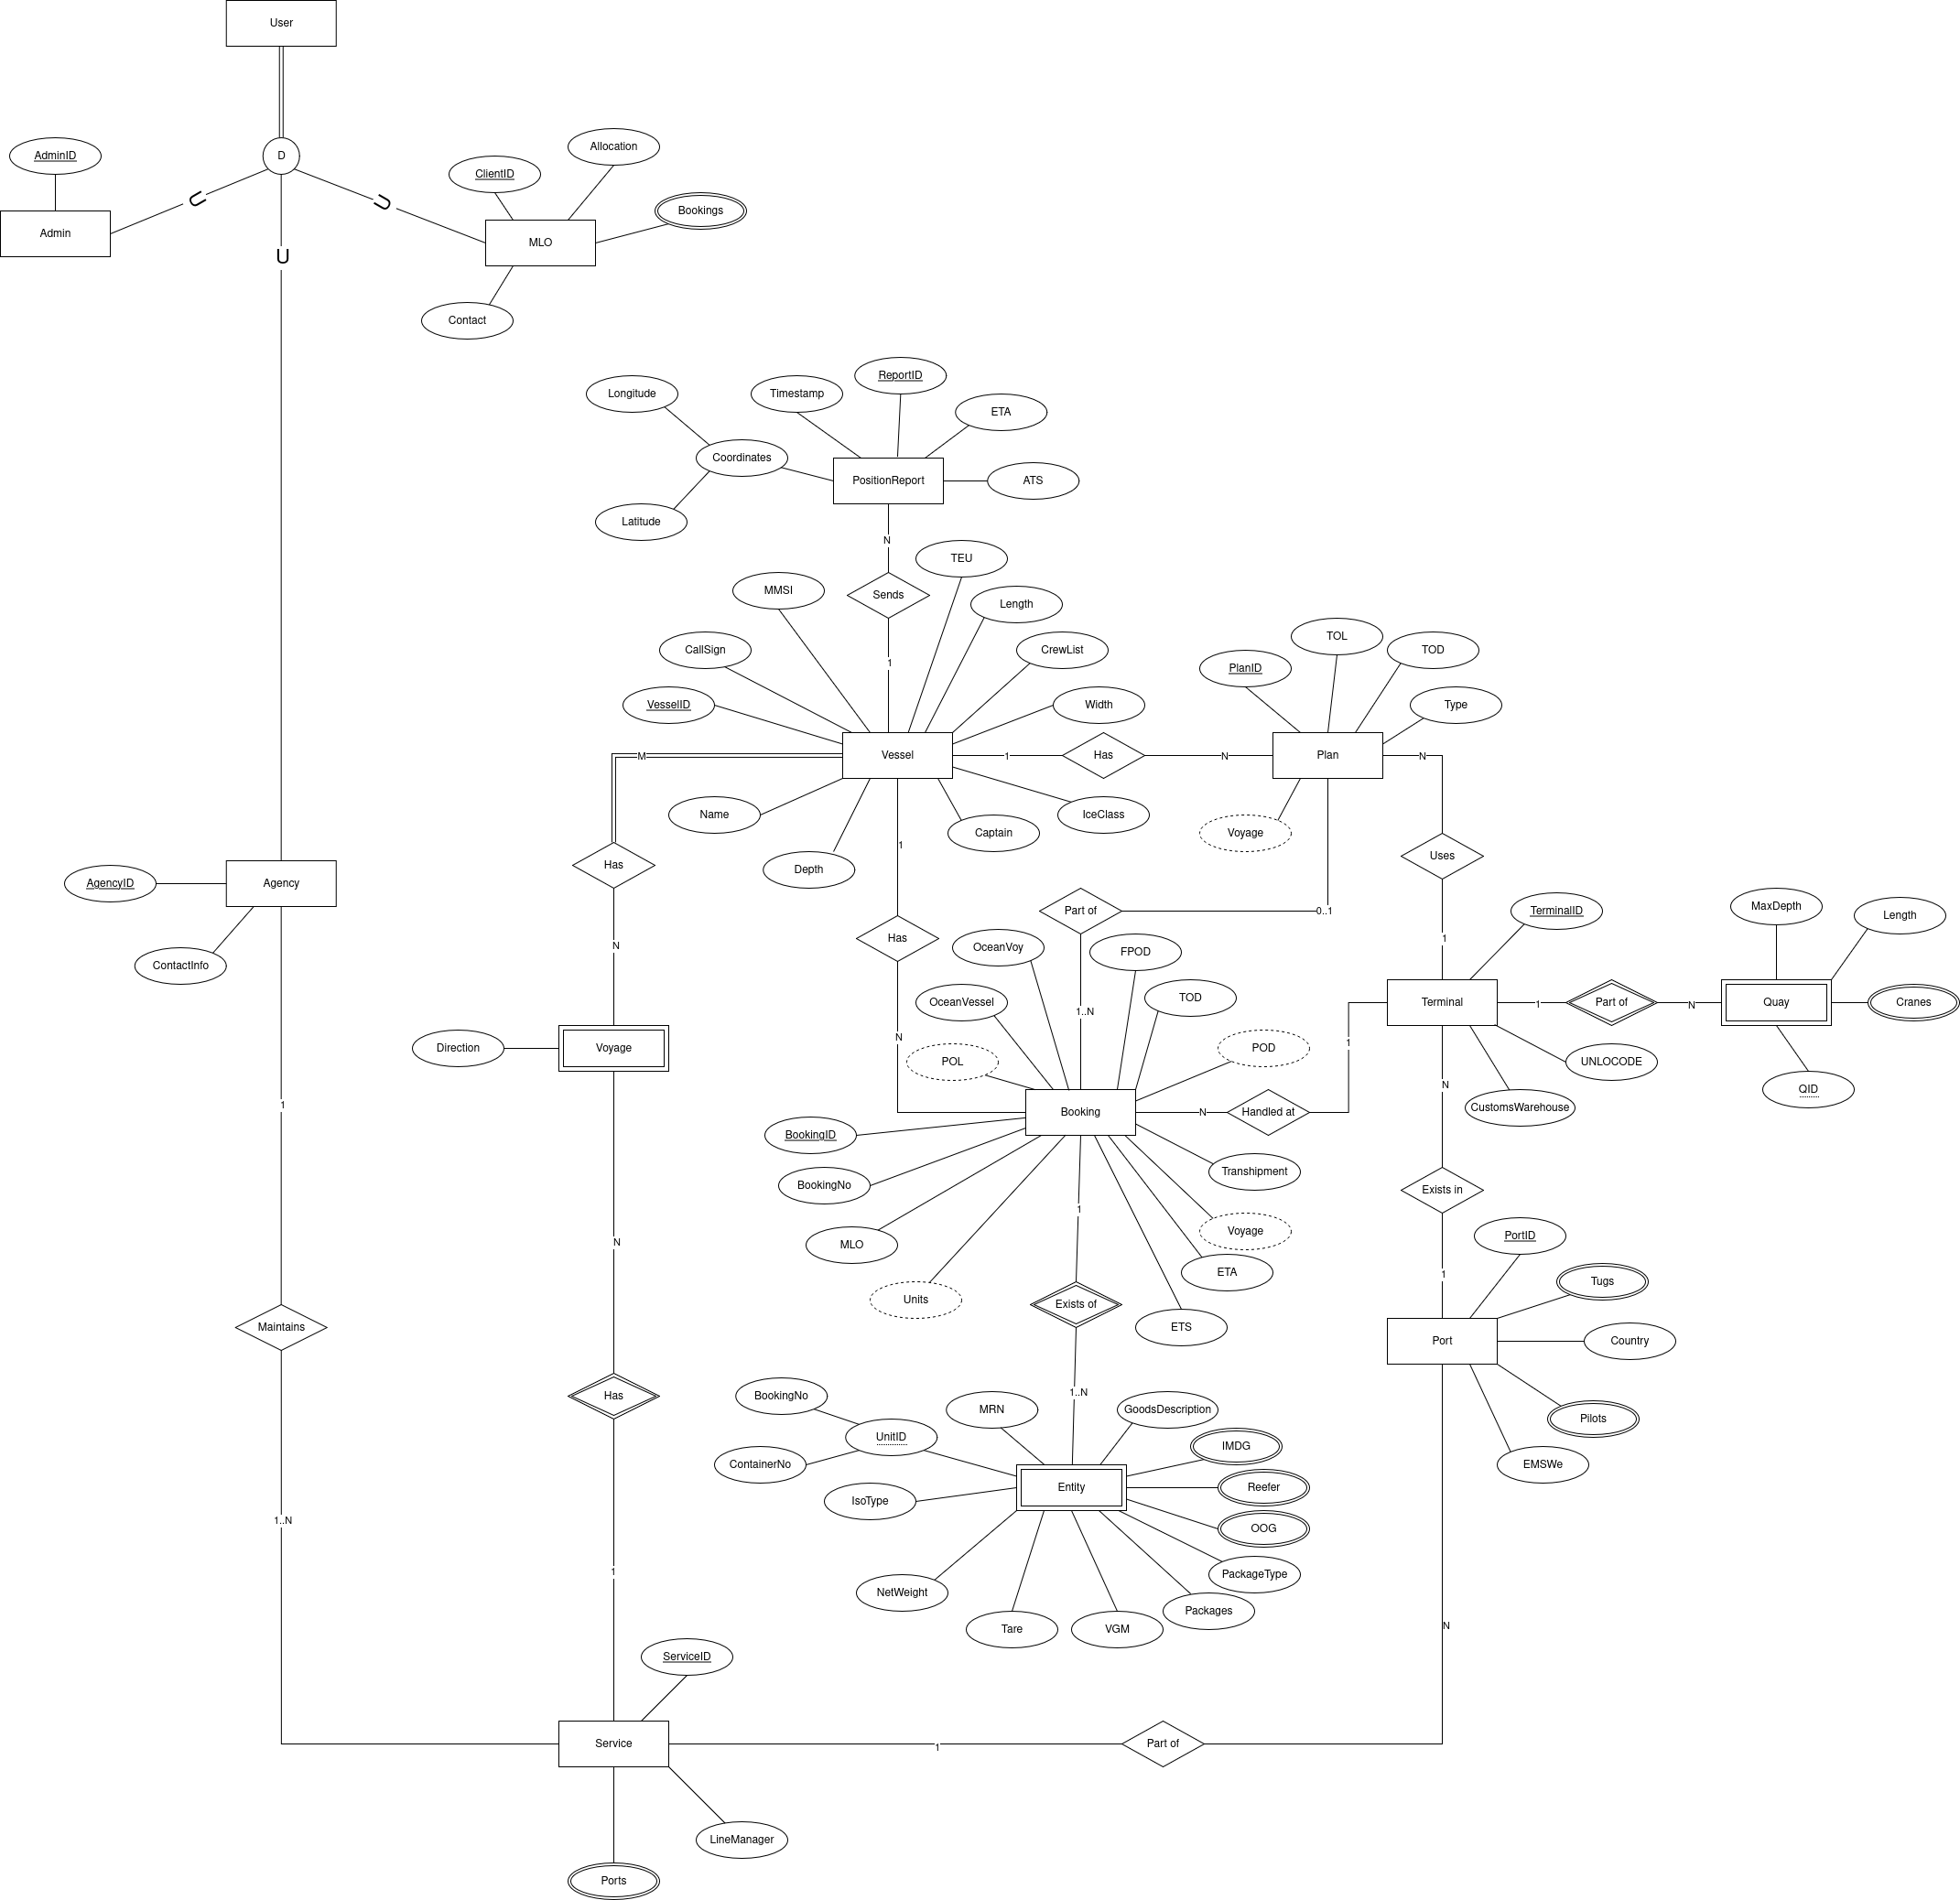 User
D
AdminID
Admin
U
U
U
ClientID
Allocation
Bookings
MLO
Contact
Longitude
Timestamp
ReportID
ETA
Coordinates
PositionReport
ATS
Latitude
N
Sends
TEU
MMSI
Length
CallSign
CrewList
1
VesselID
Width
Vessel
1
Has
N
Plan
PlanID
TOL
TOD
Type
N
M
Name
Depth
Captain
IceClass
Voyage
1
Has
Uses
Agency
AgencyID
ContactInfo
Has
Part of
0..1
N
OceanVoy
FPOD
OceanVessel
TOD
1..N
POL
POD
N
1
TerminalID
Terminal
1
Part of
N
Quay
MaxDepth
Length
Cranes
QID
UNLOCODE
CustomsWarehouse
1
Direction
Voyage
Booking
N
Handled at
BookingID
BookingNo
MLO
Units
Transhipment
Voyage
ETA
ETS
1
N
Exists in
1
PortID
Tugs
Port
Country
Pilots
EMSWe
1
N
Exists of
1..N
Maintains
Has
BookingNo
UnitID
ContainerNo
MRN
GoodsDescription
IMDG
Entity
Reefer
IsoType
OOG
NetWeight
PackageType
Packages
Tare
VGM
1..N
1
N
ServiceID
Service
1
Part of
LineManager
Ports